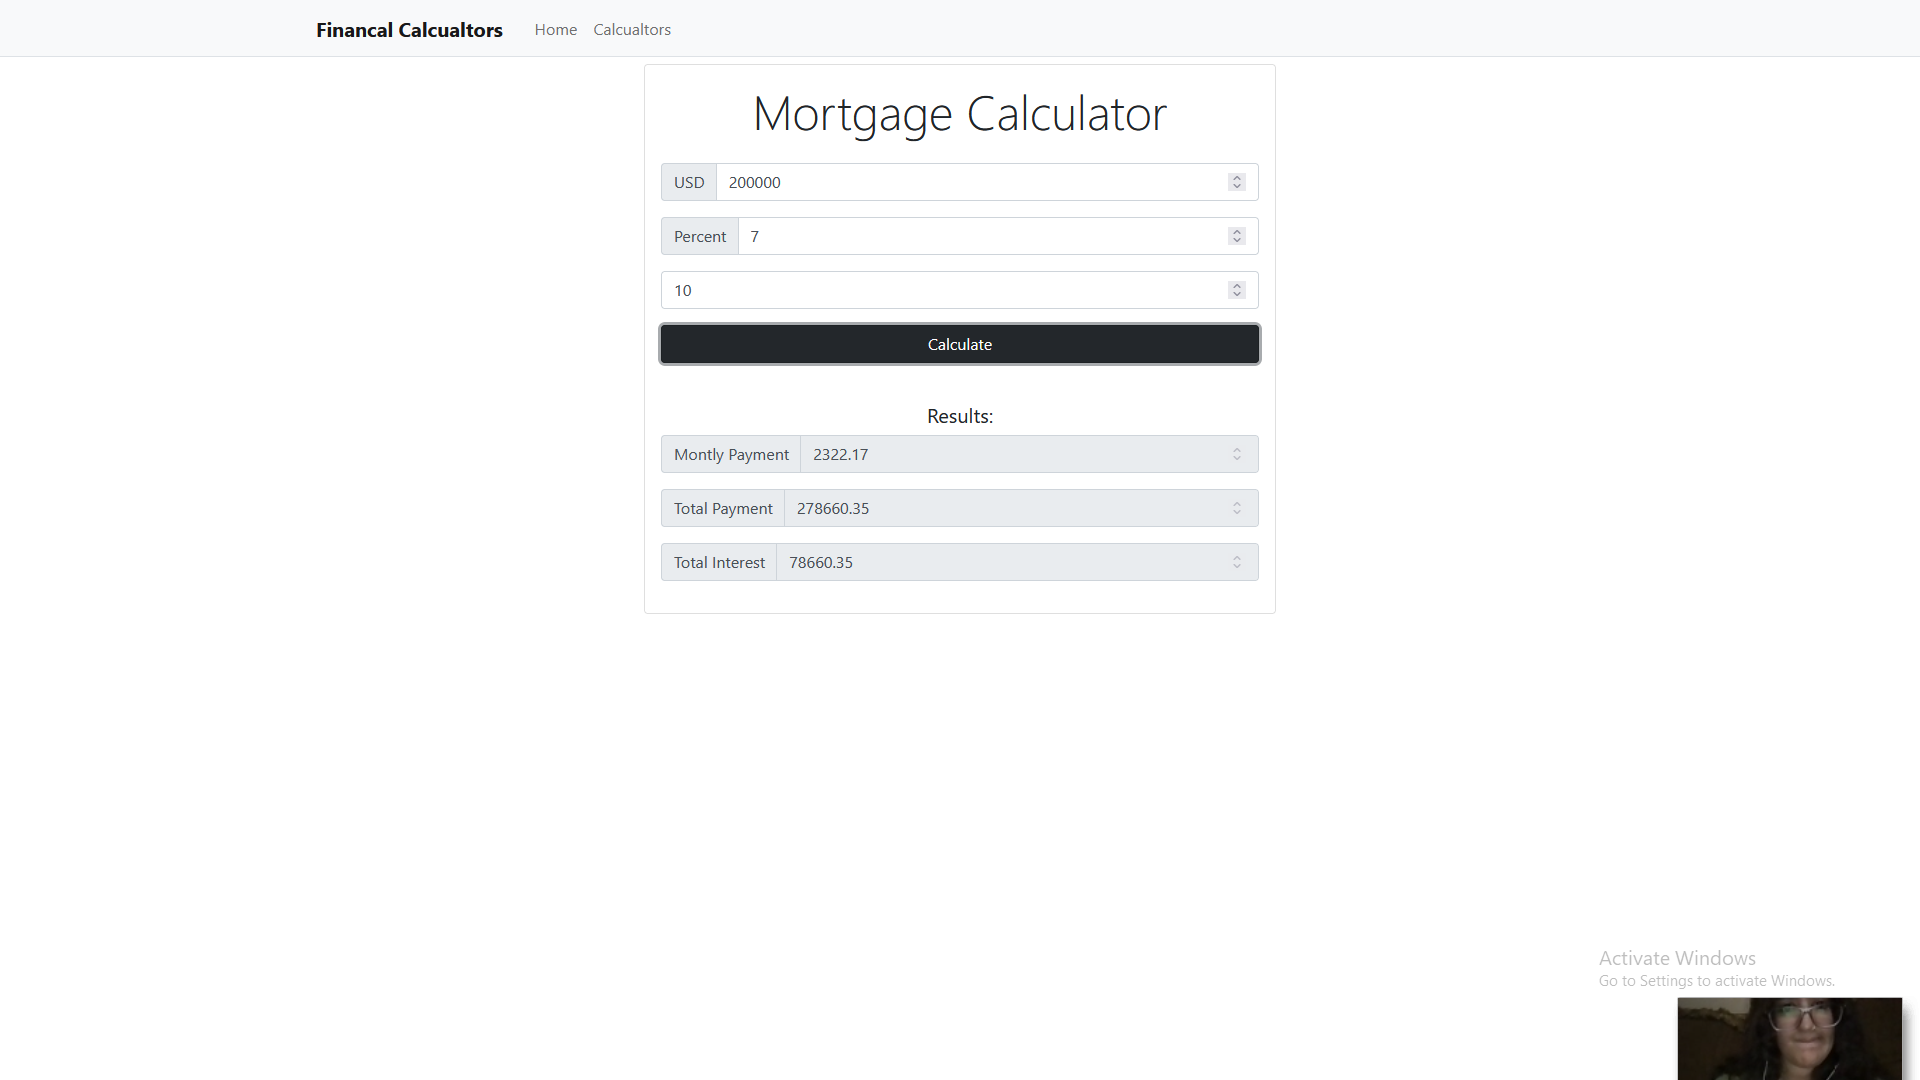 Financal Calcualtors Home Calcualtors
Mortgage Calculator
USD 200000
Percent 7
10
Calculate
Results:
Montly Payment 2322.17
Total Payment 278660.35
Total Interest 78660.35
Activate Windows
Go to Settings to activate Windows.